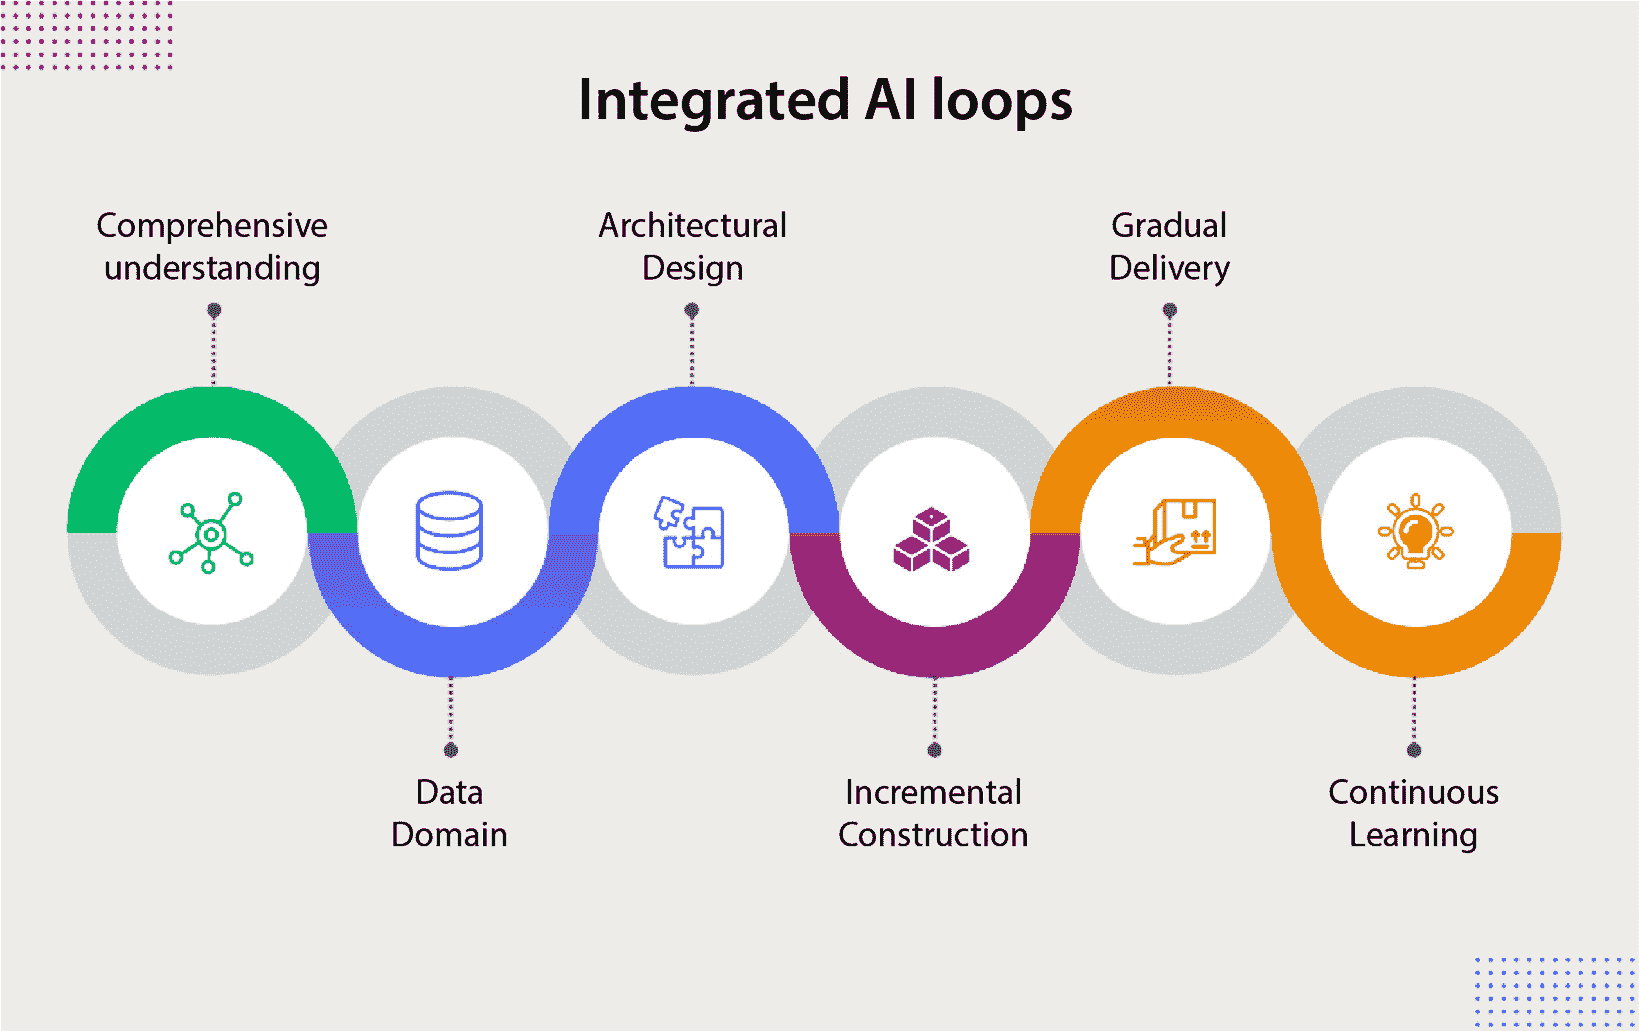 Integrated AI loops
Comprehensive
understanding
Data
Domain
Architectural
Design
Incremental
Construction
Gradual
Delivery
Continuous
Learning